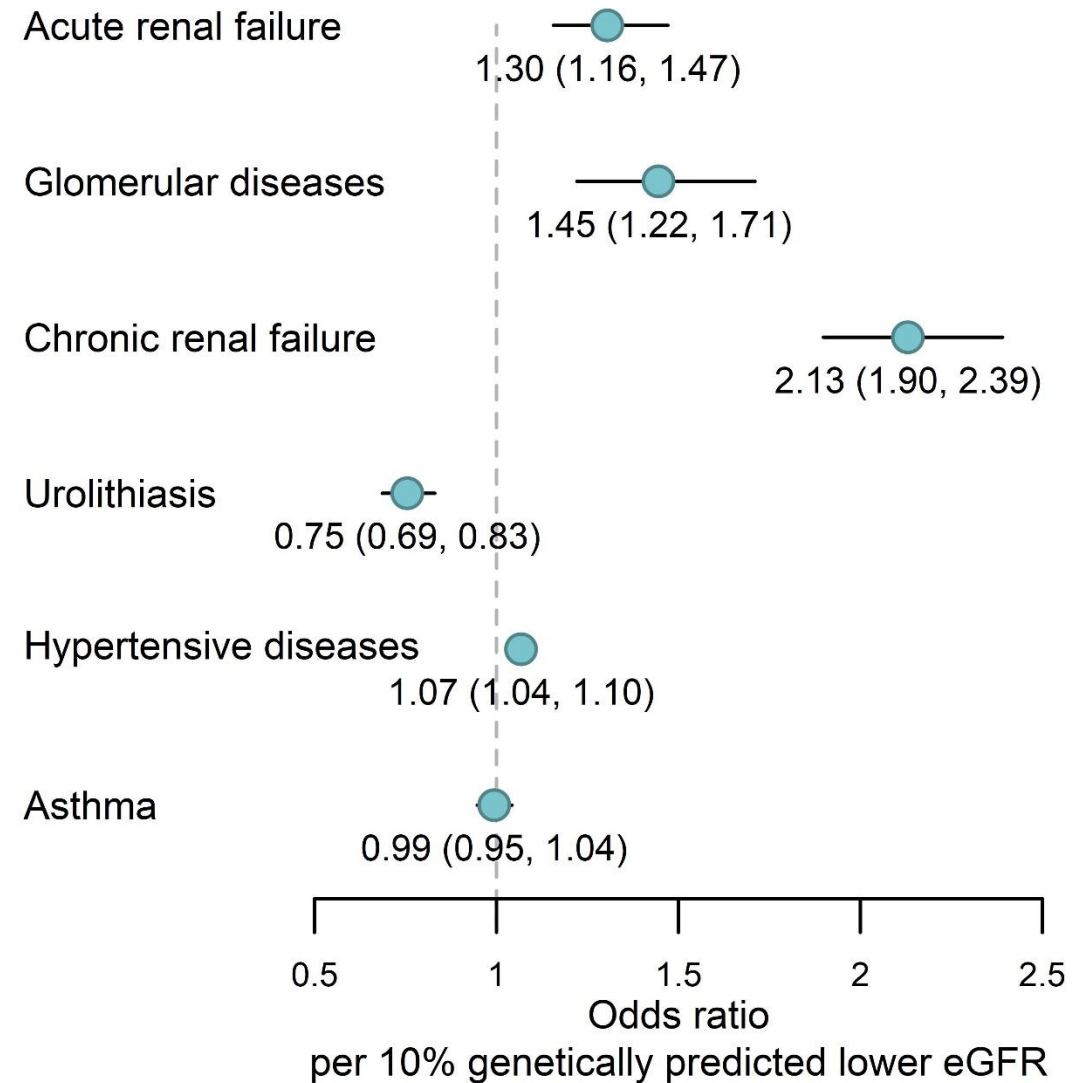 Acute renal failure
1.30 (1.16, 1.47)
Glomerular diseases
1.45 (1.22, 1.71)
Chronic renal failure
2.13 (1.90, 2.39)
Urolithiasis
0.75 (0.69, 0.83)
Hypertensive diseases
1.07 (1.04, 1.10)
Asthma
0.99 (0.95, 1.04)
0.5 1 1.5 2 2.5
Odds ratio
per 10% genetically predicted lower eGFR